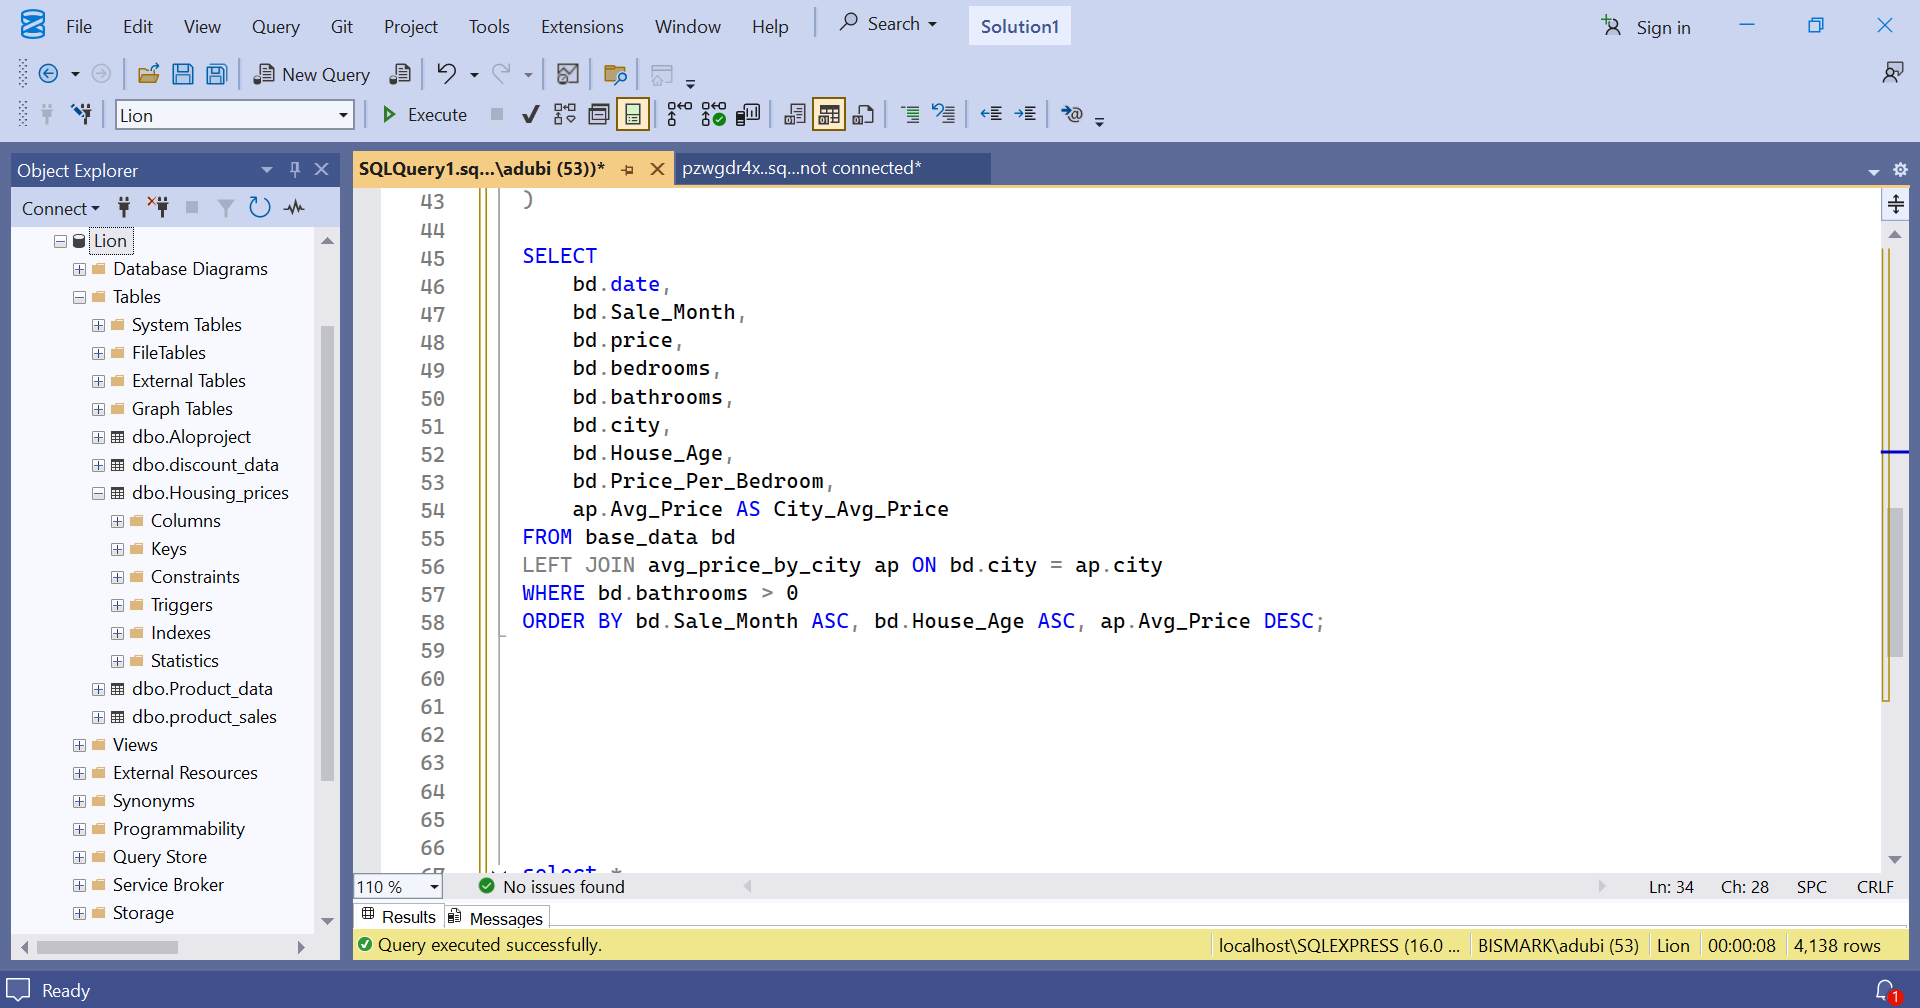 File Edit View Query Git Project Tools Extensions Window Help Search Solution1 Sign in
New Query
Lion Execute
Object Explorer
Connect
Lion
Database Diagrams
Tables
System Tables
FileTables
External Tables
Graph Tables
dbo.Aloproject
dbo.discount_data
dbo.Housing_prices
Columns
Keys
Constraints
Triggers
Indexes
Statistics
dbo.Product_data
dbo.product_sales
Views
External Resources
Synonyms
Programmability
Query Store
Service Broker
Storage
SQLQuery1.sq...\adubi (53))* pzwgdr4x..sq...not connected*
43 )
44
45 SELECT
46 bd.date,
47 bd.Sale_Month,
48 bd.price,
49 bd.bedrooms,
50 bd.bathrooms,
51 bd.city,
52 bd.House_Age,
53 bd.Price_Per_Bedroom,
54 ap.Avg_Price AS City_Avg_Price
55 FROM base_data bd
56 LEFT JOIN avg_price_by_city ap ON bd.city = ap.city
57 WHERE bd.bathrooms > 0
58 ORDER BY bd.Sale_Month ASC, bd.House_Age ASC, ap.Avg_Price DESC;
59
60
61
62
63
64
65
66
67 select *
110 % No issues found Ln: 34 Ch: 28 SPC CRLF
Results Messages
Query executed successfully. localhost\SQLEXPRESS (16.0 ... BISMARK\adubi (53) Lion 00:00:08 4,138 rows
Ready 1